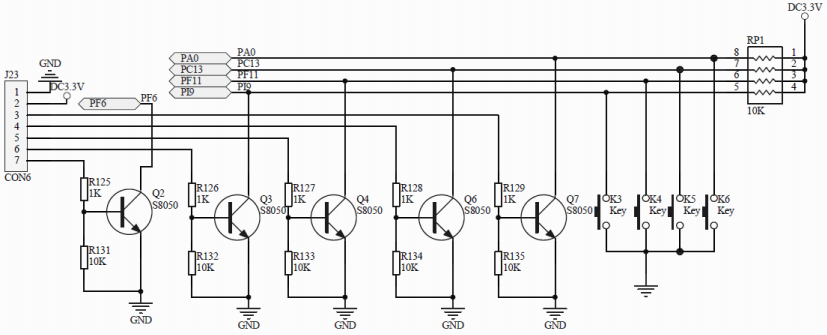 DC3.3V
RP1
GND
J23
DC3.3V
PA0 PA0 8 1
PC13 PC13 7 2
PF11 PF11 6 3
PI9 PI9 5 4
10K
1
2 PF6 PF6
3
4
5
6
7
CON6
R125 1K
Q2 S8050
R131 10K
GND
R126 1K
Q3 S8050
R132 10K
GND
R127 1K
Q4 S8050
R133 10K
GND
R128 1K
Q6 S8050
R134 10K
GND
R129 1K
Q7 S8050
R135 10K
GND
K3 Key
K4 Key
K5 Key
K6 Key